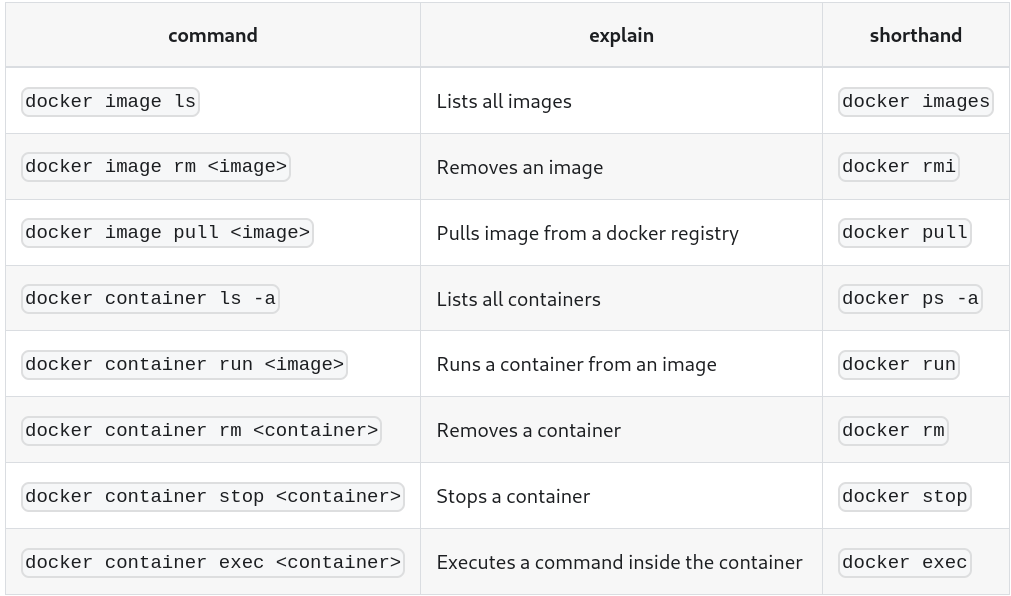 command explain shorthand
docker image ls Lists all images docker images
docker image rm <image> Removes an image docker rmi
docker image pull <image> Pulls image from a docker registry docker pull
docker container ls -a Lists all containers docker ps -a
docker container run <image> Runs a container from an image docker run
docker container rm <container> Removes a container docker rm
docker container stop <container> Stops a container docker stop
docker container exec <container> Executes a command inside the container docker exec